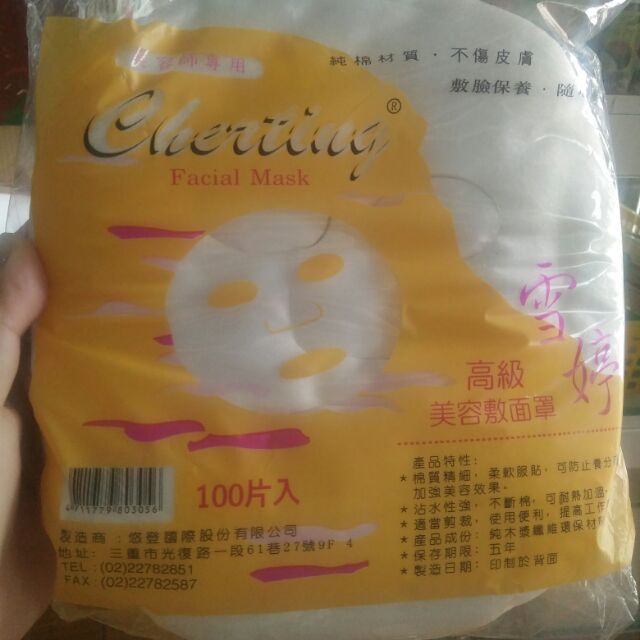 美容師專用
純棉材質・不傷皮膚
敷臉保養・隨
Cherting®
Facial Mask
雪婷
高級
美容敷面罩
產品特性:
* 棉質精細, 柔軟服貼, 可防止養分
加強美容效果。
* 沾水性強, 不斷棉, 可耐熱加溫
* 適當剪裁, 使用便利, 提高工作
* 產品成份: 純木漿纖維環保材
* 保存期限: 五年
* 製造日期: 印制於背面
100片入
4711779803056
製造商:悠登國際股份有限公司
地址: 三重市光復路一段61巷27號9F 4
TEL:(02)22782851
FAX:(02)22782587